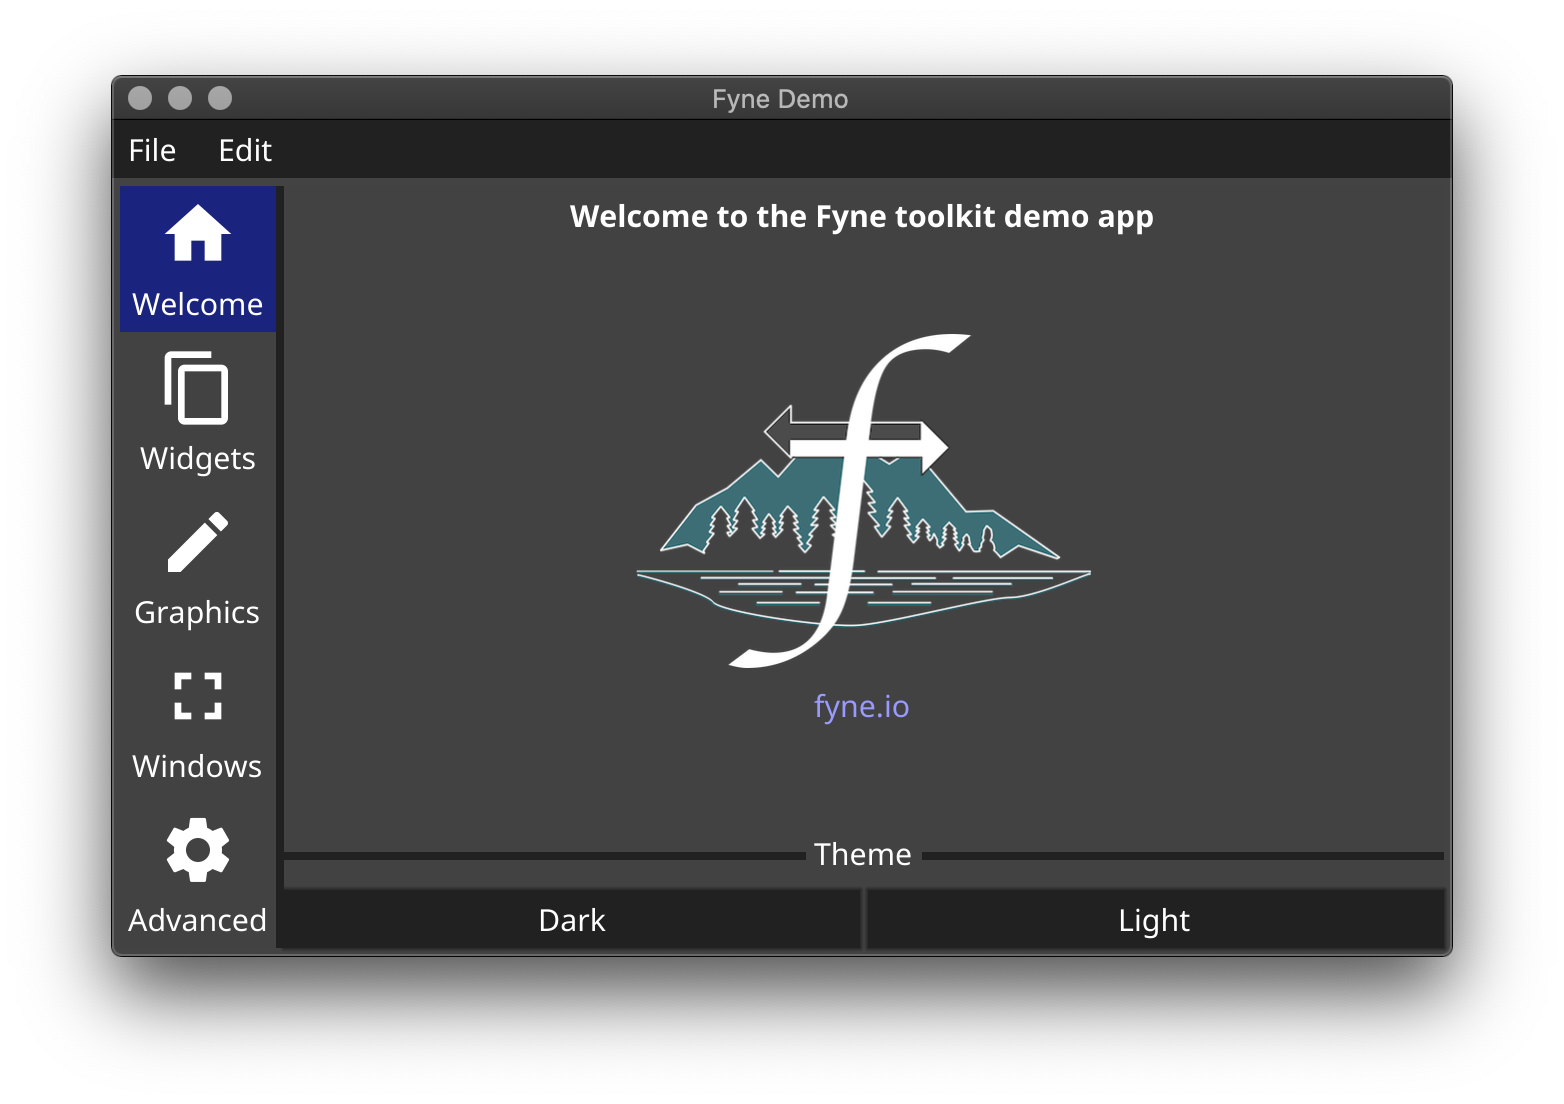 Fyne Demo
File Edit
Welcome
Widgets
Graphics
Windows
Advanced
Welcome to the Fyne toolkit demo app
f
fyne.io
Theme
Dark Light